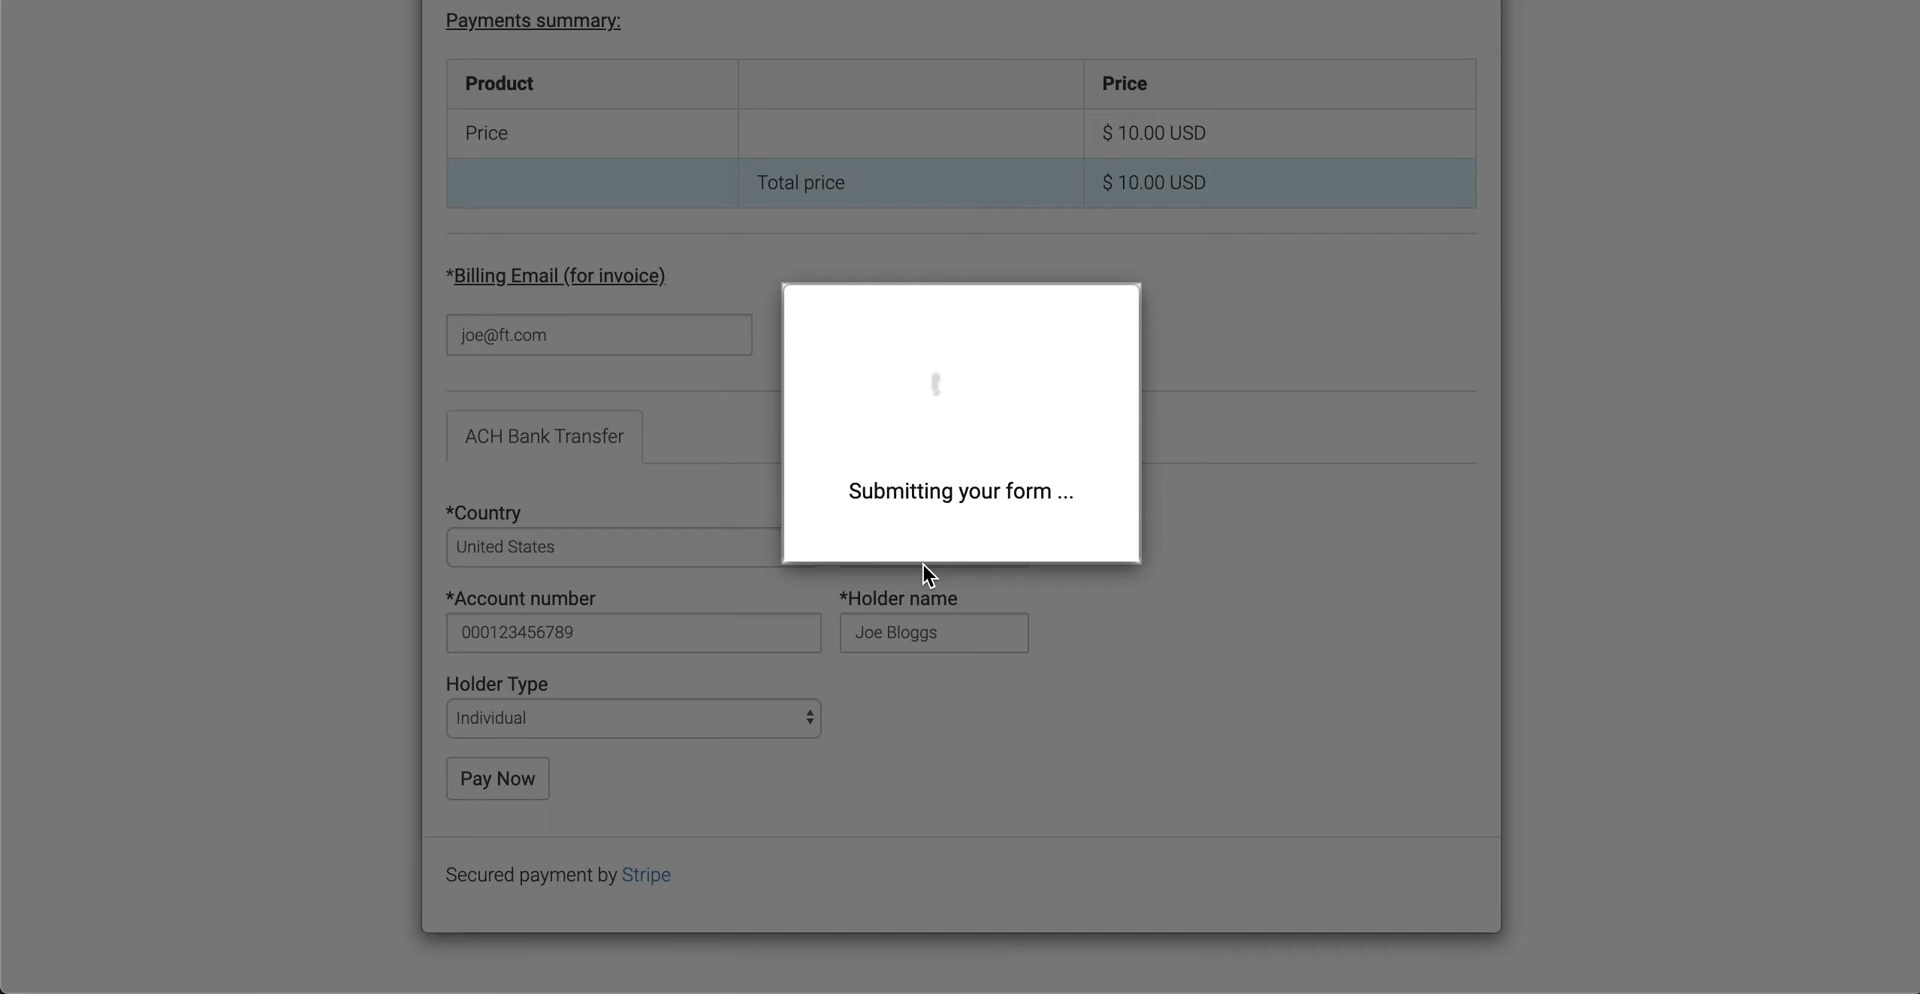 Payments summary:
Product Price
Price $ 10.00 USD
Total price $ 10.00 USD
*Billing Email (for invoice)
joe@ft.com
ACH Bank Transfer
Submitting your form ...
*Country
United States
*Account number *Holder name
000123456789 Joe Bloggs
Holder Type
Individual
Pay Now
Secured payment by Stripe